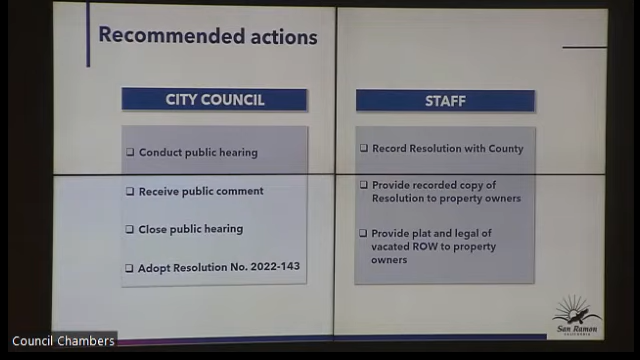 Recommended actions
CITY COUNCIL
❑ Conduct public hearing
❑ Receive public comment
❑ Close public hearing
❑ Adopt Resolution No. 2022-143
STAFF
❑ Record Resolution with County
❑ Provide recorded copy of
Resolution to property owners
❑ Provide plat and legal of
vacated ROW to property
owners
San Ramon
CALIFORNIA
Council Chambers